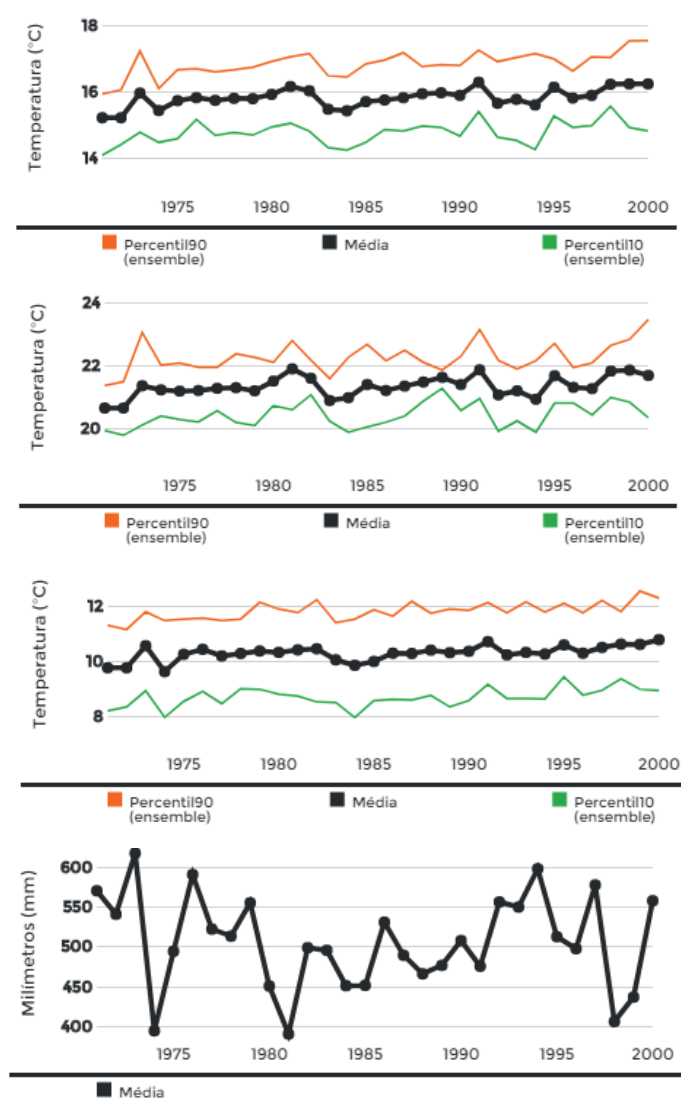 Temperatura (°C)
18
16
14
1975 1980 1985 1990 1995 2000
Percentil90 Média Percentil10
(ensemble) (ensemble)
Temperatura (°C)
24
22
20
1975 1980 1985 1990 1995 2000
Percentil90 Média Percentil10
(ensemble) (ensemble)
Temperatura (°C)
12
10
8
1975 1980 1985 1990 1995 2000
Percentil90 Média Percentil10
(ensemble) (ensemble)
Milímetros (mm)
600
550
500
450
400
1975 1980 1985 1990 1995 2000
Média